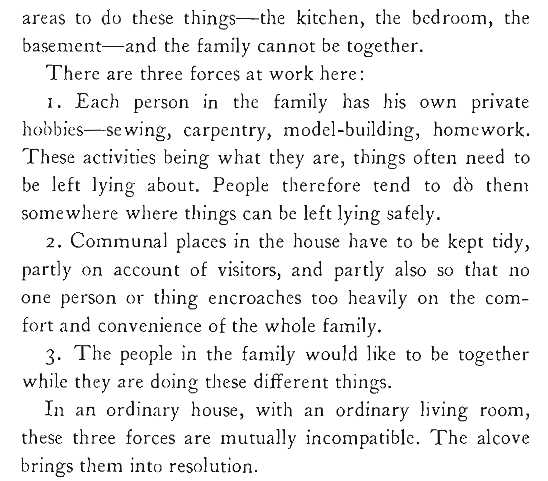 areas to do these things—the kitchen, the bedroom, the
basement—and the family cannot be together.
There are three forces at work here:
1. Each person in the family has his own private
hobbies—sewing, carpentry, model-building, homework.
These activities being what they are, things often need to
be left lying about. People therefore tend to do them
somewhere where things can be left lying safely.
2. Communal places in the house have to be kept tidy,
partly on account of visitors, and partly also so that no
one person or thing encroaches too heavily on the com-
fort and convenience of the whole family.
3. The people in the family would like to be together
while they are doing these different things.
In an ordinary house, with an ordinary living room,
these three forces are mutually incompatible. The alcove
brings them into resolution.